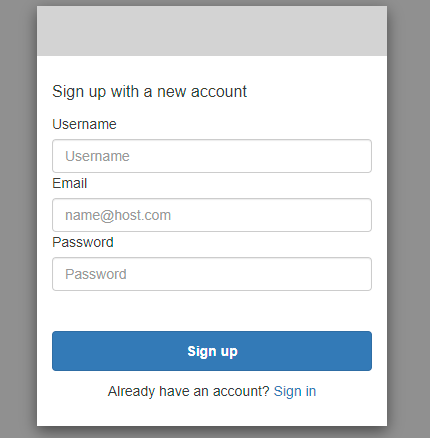 Sign up with a new account
Username
Username
Email
name@host.com
Password
Password
Sign up
Already have an account? Sign in